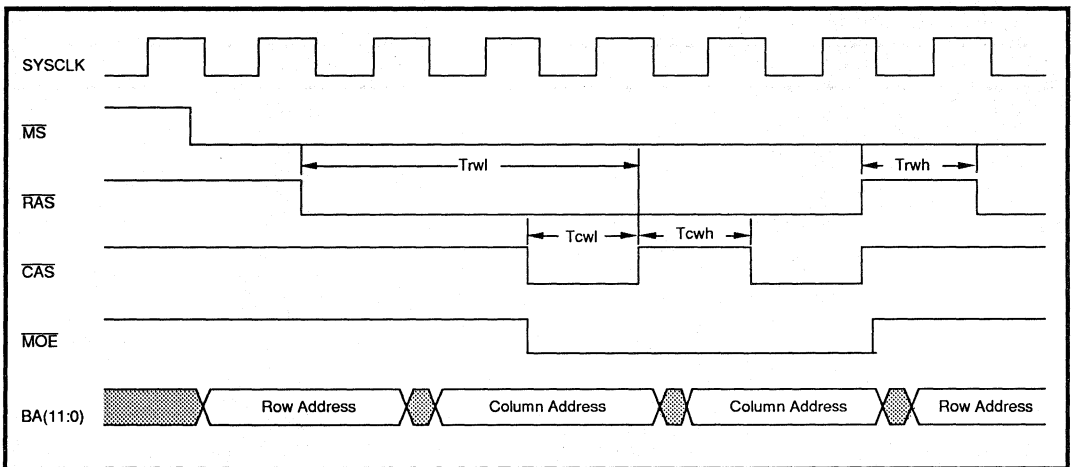 SYSCLK
MS
Trwl
Trwh
RAS
Tcwl
Tcwh
CAS
MOE
BA(11:0)
Row Address
Column Address
Column Address
Row Address